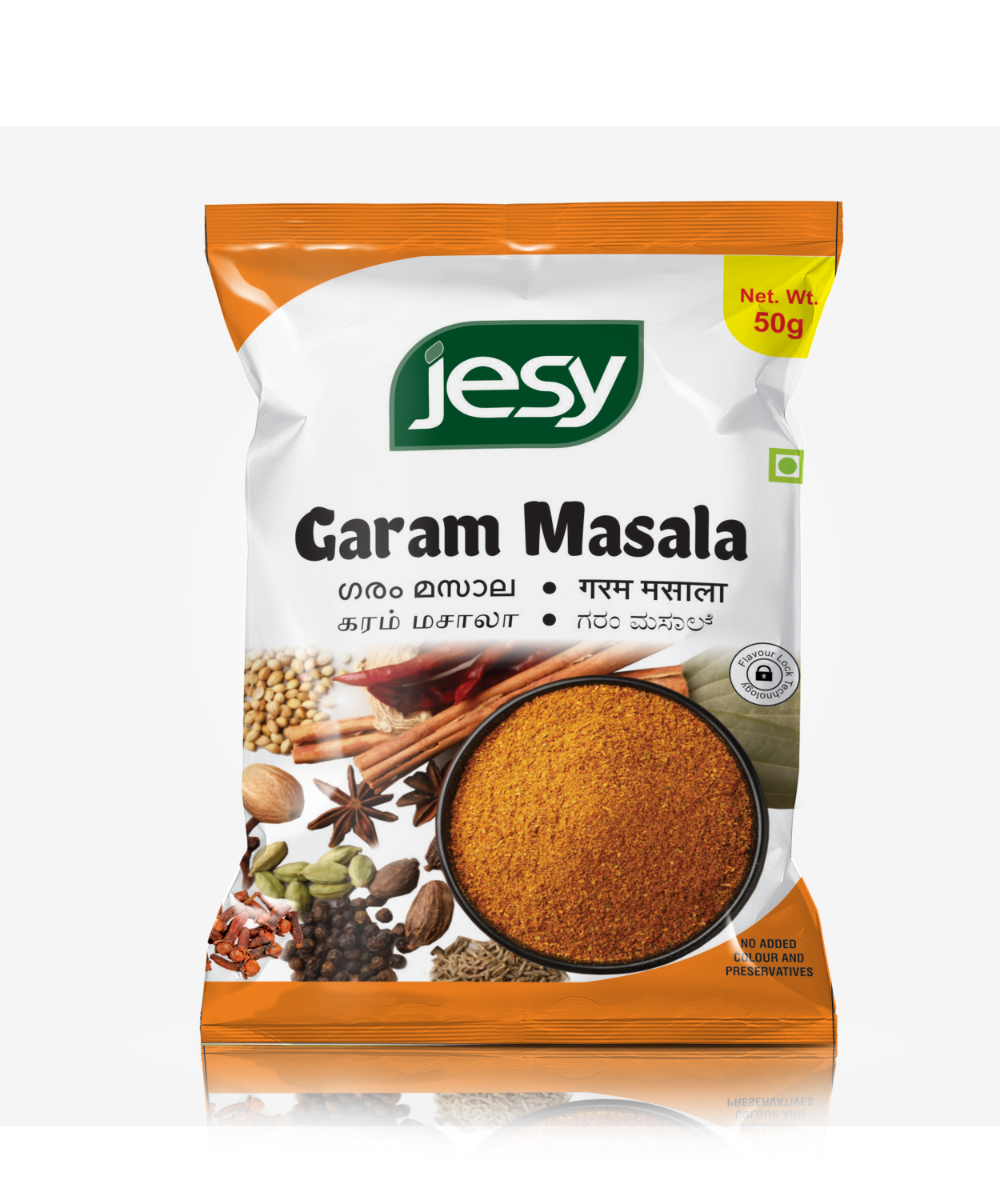 Net. Wt.
50g
jesy
Garam Masala
ഗരം മസാല • गरम मसाला
கரம் மசாலா • ಗರಂ ಮಸಾಲೆ
Flavour Lock Technology
NO ADDED
COLOUR AND
PRESERVATIVES